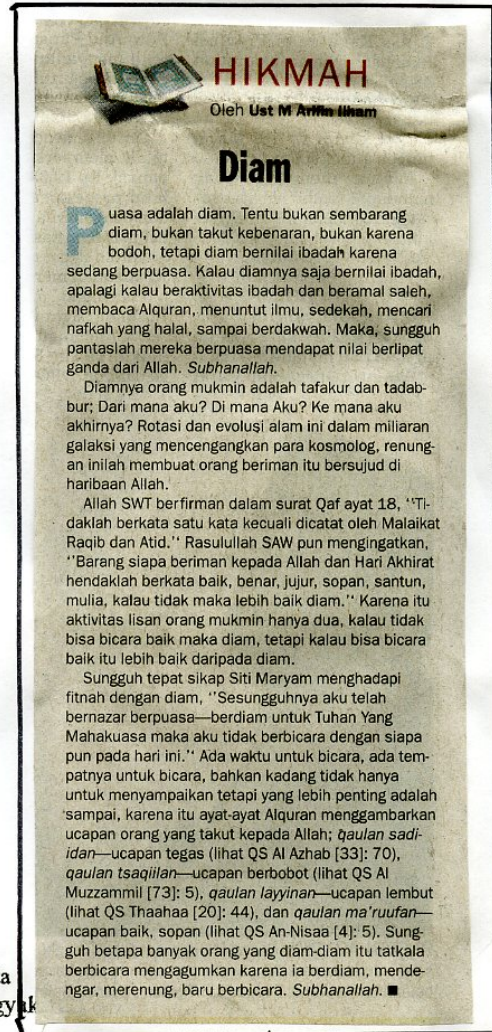 HIKMAH
Oleh Ust M Arifin Ilham
Diam
Puasa adalah diam. Tentu bukan sembarang
diam, bukan takut kebenaran, bukan karena
bodoh, tetapi diam bernilai ibadah karena
sedang berpuasa. Kalau diamnya saja bernilai ibadah,
apalagi kalau beraktivitas ibadah dan beramal saleh,
membaca Alquran, menuntut ilmu, sedekah, mencari
nafkah yang halal, sampai berdakwah. Maka, sungguh
pantaslah mereka berpuasa mendapat nilai berlipat
ganda dari Allah. Subhanallah.
Diamnya orang mukmin adalah tafakur dan tadab-
bur; Dari mana aku? Di mana Aku? Ke mana aku
akhirnya? Rotasi dan evolusi alam ini dalam miliaran
galaksi yang mencengangkan para kosmolog, renung-
an inilah membuat orang beriman itu bersujud di
haribaan Allah.
Allah SWT berfirman dalam surat Qaf ayat 18, ''Ti-
daklah berkata satu kata kecuali dicatat oleh Malaikat
Raqib dan Atid.'' Rasulullah SAW pun mengingatkan,
''Barang siapa beriman kepada Allah dan Hari Akhirat
hendaklah berkata baik, benar, jujur, sopan, santun,
mulia, kalau tidak maka lebih baik diam.'' Karena itu
aktivitas lisan orang mukmin hanya dua, kalau tidak
bisa bicara baik maka diam, tetapi kalau bisa bicara
baik itu lebih baik daripada diam.
Sungguh tepat sikap Siti Maryam menghadapi
fitnah dengan diam, ''Sesungguhnya aku telah
bernazar berpuasa—berdiam untuk Tuhan Yang
Mahakuasa maka aku tidak berbicara dengan siapa
pun pada hari ini.'' Ada waktu untuk bicara, ada tem-
patnya untuk bicara, bahkan kadang tidak hanya
untuk menyampaikan tetapi yang lebih penting adalah
sampai, karena itu ayat-ayat Alquran menggambarkan
ucapan orang yang takut kepada Allah; qaulan sadi-
idan—ucapan tegas (lihat QS Al Azhab [33]: 70),
qaulan tsaqiilan—ucapan berbobot (lihat QS Al
Muzzammil [73]: 5), qaulan layyinan—ucapan lembut
(lihat QS Thaahaa [20]: 44), dan qaulan ma'ruufan—
ucapan baik, sopan (lihat QS An-Nisaa [4]: 5). Sung-
guh betapa banyak orang yang diam-diam itu tatkala
berbicara mengagumkan karena ia berdiam, mende-
ngar, merenung, baru berbicara. Subhanallah.